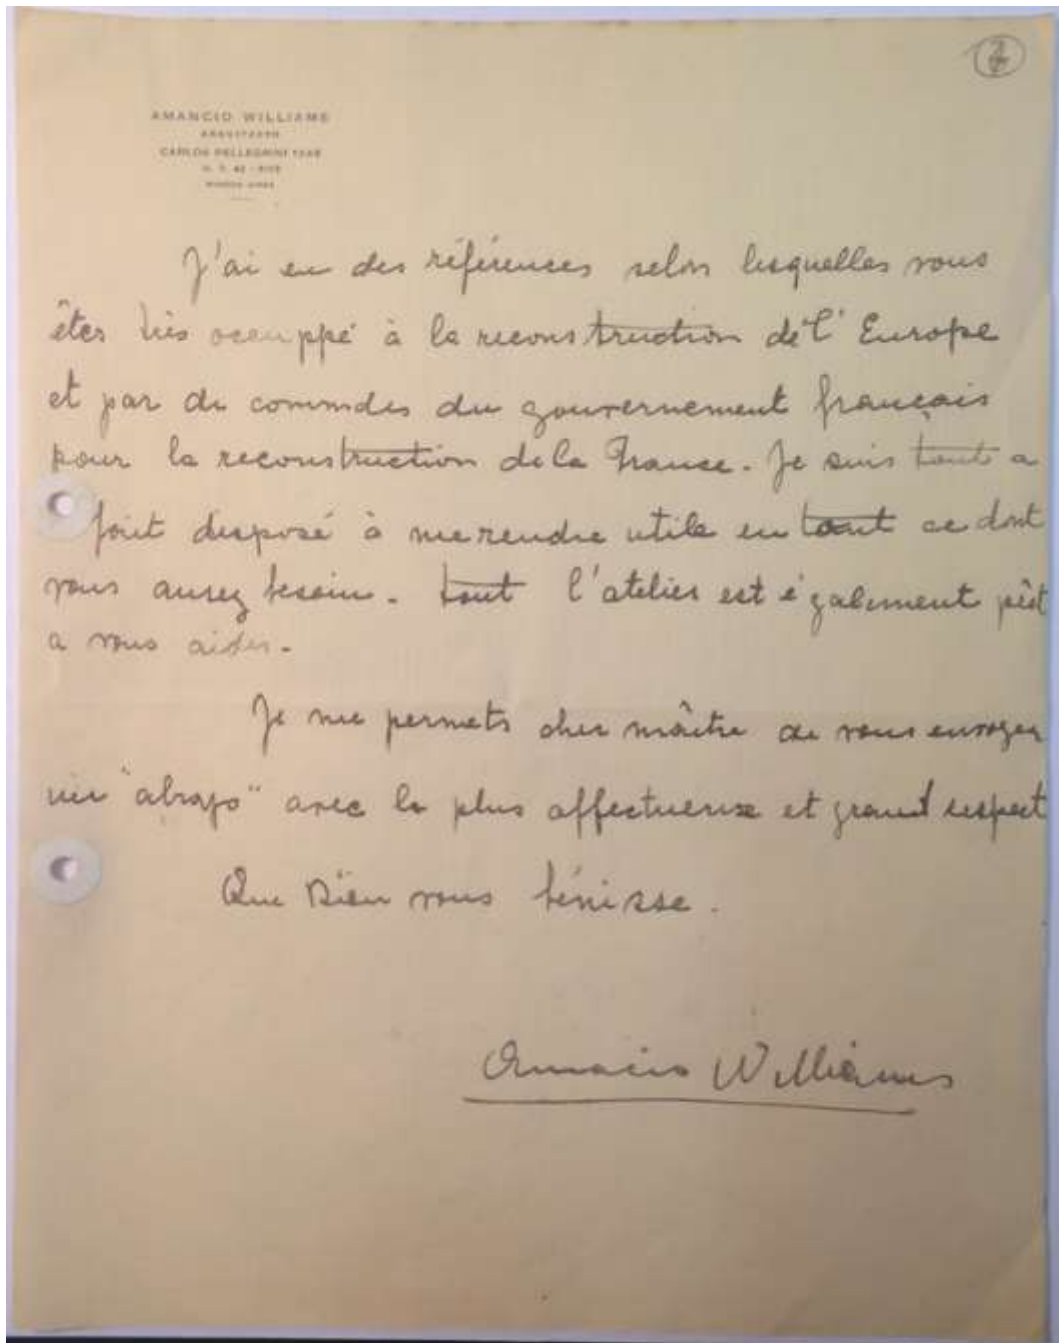 AMANCIO WILLIAMS
ARQUITECTO
CARLOS PELLEGRINI
BUENOS AIRES
J'ai eu des références selon lesquelles vous
êtes très occuppé à la reconstruction de l'Europe
et par de commdes du gouvernement français
pour la reconstruction de la France. Je suis tout a
fait disposé à me rendre utile en tout ce dont
vous aurez besoin. tout l'atelier est également prêt
a vous aider.
Je me permets cher maître de vous envoyer
un "abrazo" avec le plus affectueuse et grand respect
Que Dieu vous bénisse.
Amancio Williams